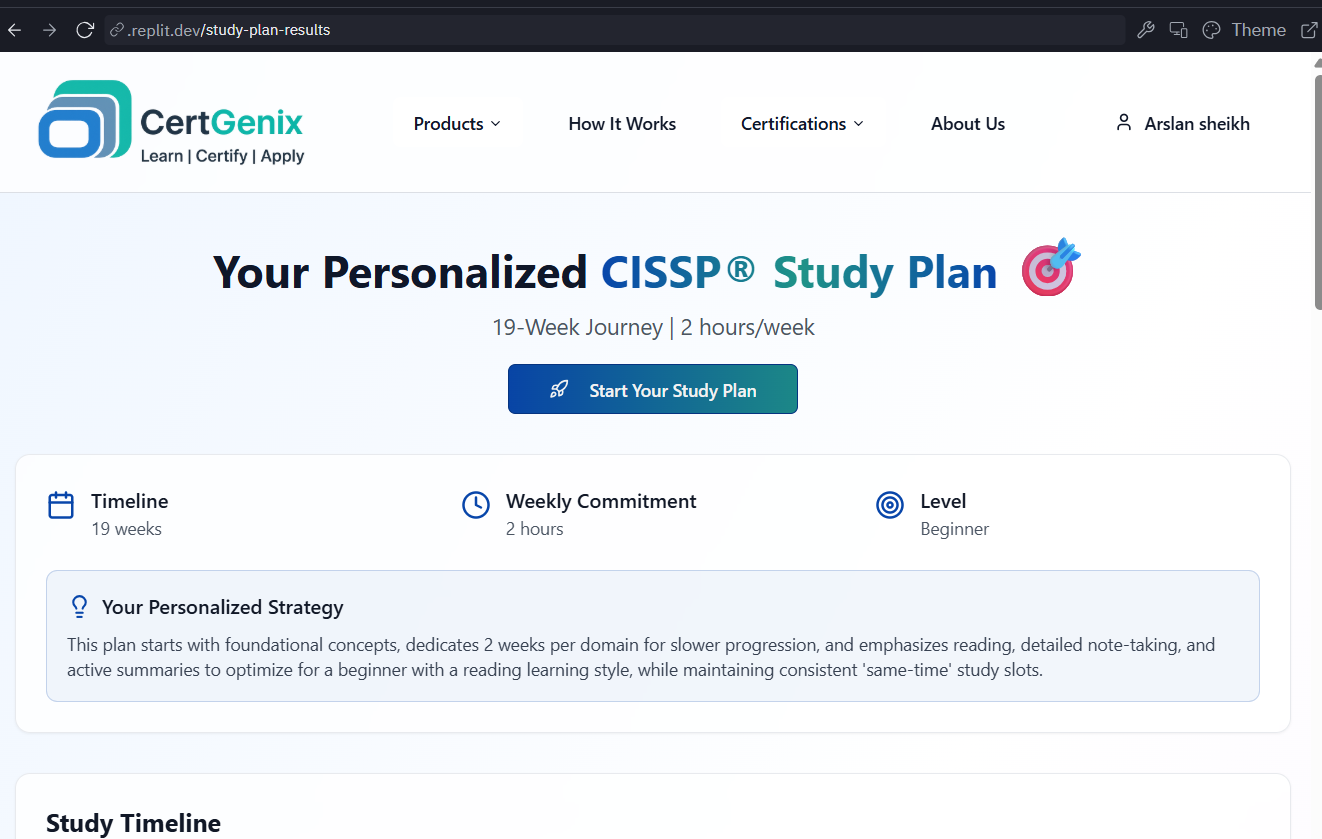 .replit.dev/study-plan-results
Theme
CertGenix
Learn | Certify | Apply
Products
How It Works
Certifications
About Us
Arslan sheikh
Your Personalized CISSP® Study Plan
19-Week Journey | 2 hours/week
Start Your Study Plan
Timeline
19 weeks
Weekly Commitment
2 hours
Level
Beginner
Your Personalized Strategy
This plan starts with foundational concepts, dedicates 2 weeks per domain for slower progression, and emphasizes reading, detailed note-taking, and
active summaries to optimize for a beginner with a reading learning style, while maintaining consistent 'same-time' study slots.
Study Timeline